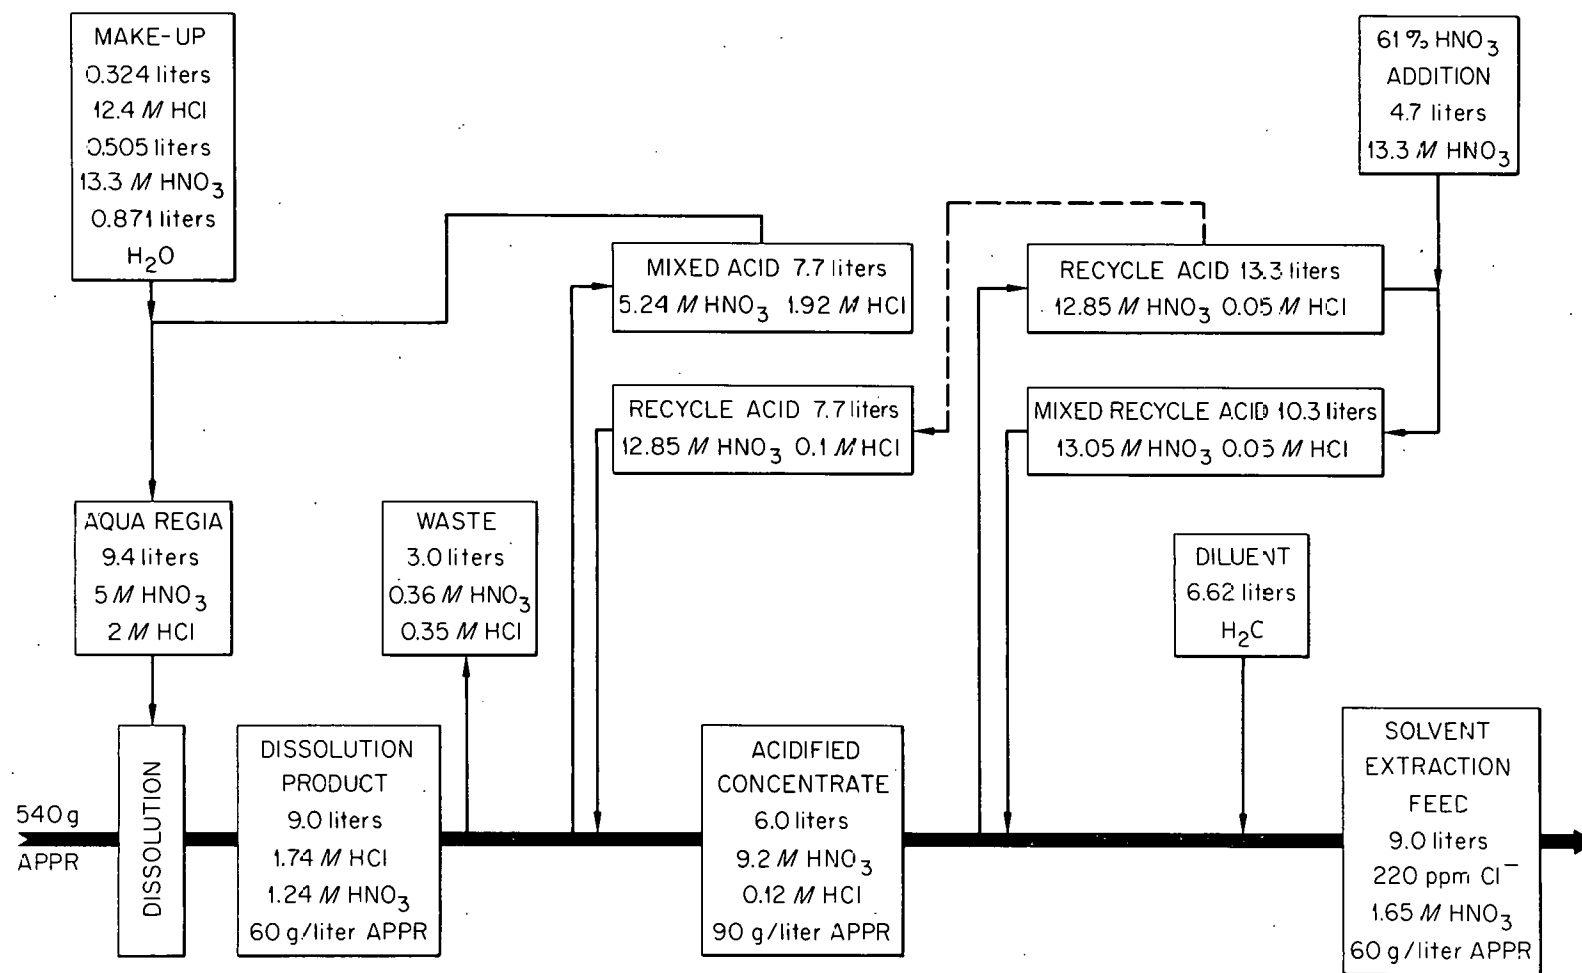 MAKE-UP
0.324 liters
12.4 M HCl
0.505 liters
13.3 M HNO3
0.871 liters
H2O
61% HNO3
ADDITION
4.7 liters
13.3 M HNO3
MIXED ACID 7.7 liters
5.24 M HNO3 1.92 M HCl
RECYCLE ACID 13.3 liters
12.85 M HNO3 0.05 M HCl
RECYCLE ACID 7.7 liters
12.85 M HNO3 0.1 M HCl
MIXED RECYCLE ACID 10.3 liters
13.05 M HNO3 0.05 M HCl
AQUA REGIA
9.4 liters
5 M HNO3
2 M HCl
WASTE
3.0 liters
0.36 M HNO3
0.35 M HCl
DILUENT
6.62 liters
H2C
540 g
APPR
DISSOLUTION
DISSOLUTION
PRODUCT
9.0 liters
1.74 M HCl
1.24 M HNO3
60 g/liter APPR
ACIDIFIED
CONCENTRATE
6.0 liters
9.2 M HNO3
0.12 M HCl
90 g/liter APPR
SOLVENT
EXTRACTION
FEED
9.0 liters
220 ppm Cl−
1.65 M HNO3
60 g/liter APPR